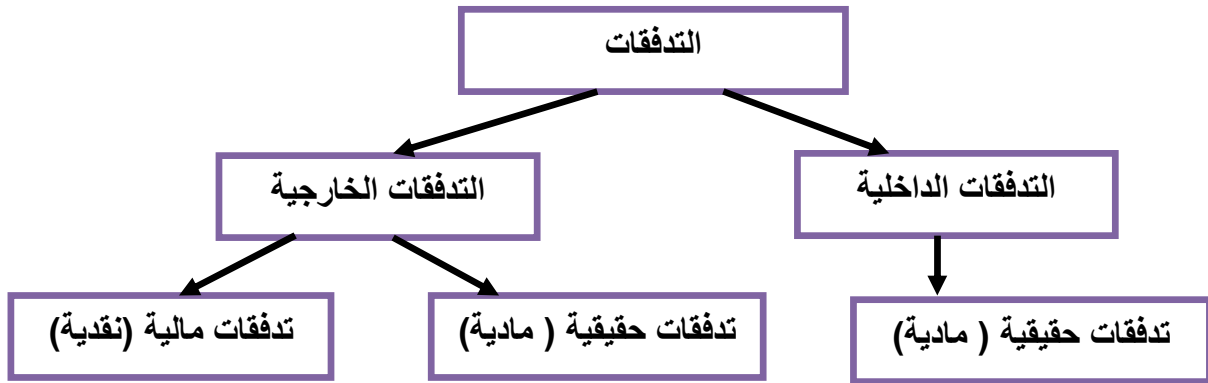 التدفقات
التدفقات الداخلية
التدفقات الخارجية
تدفقات حقيقية ( مادية)
تدفقات حقيقية ( مادية)
تدفقات مالية (نقدية)